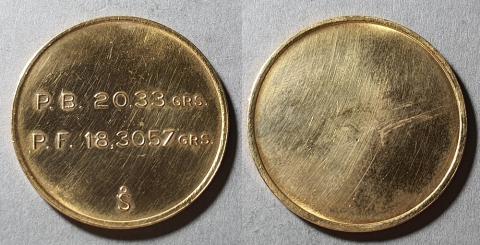 P. B. 20.33 GRS.
P. F. 18,3057 GRS.
Š